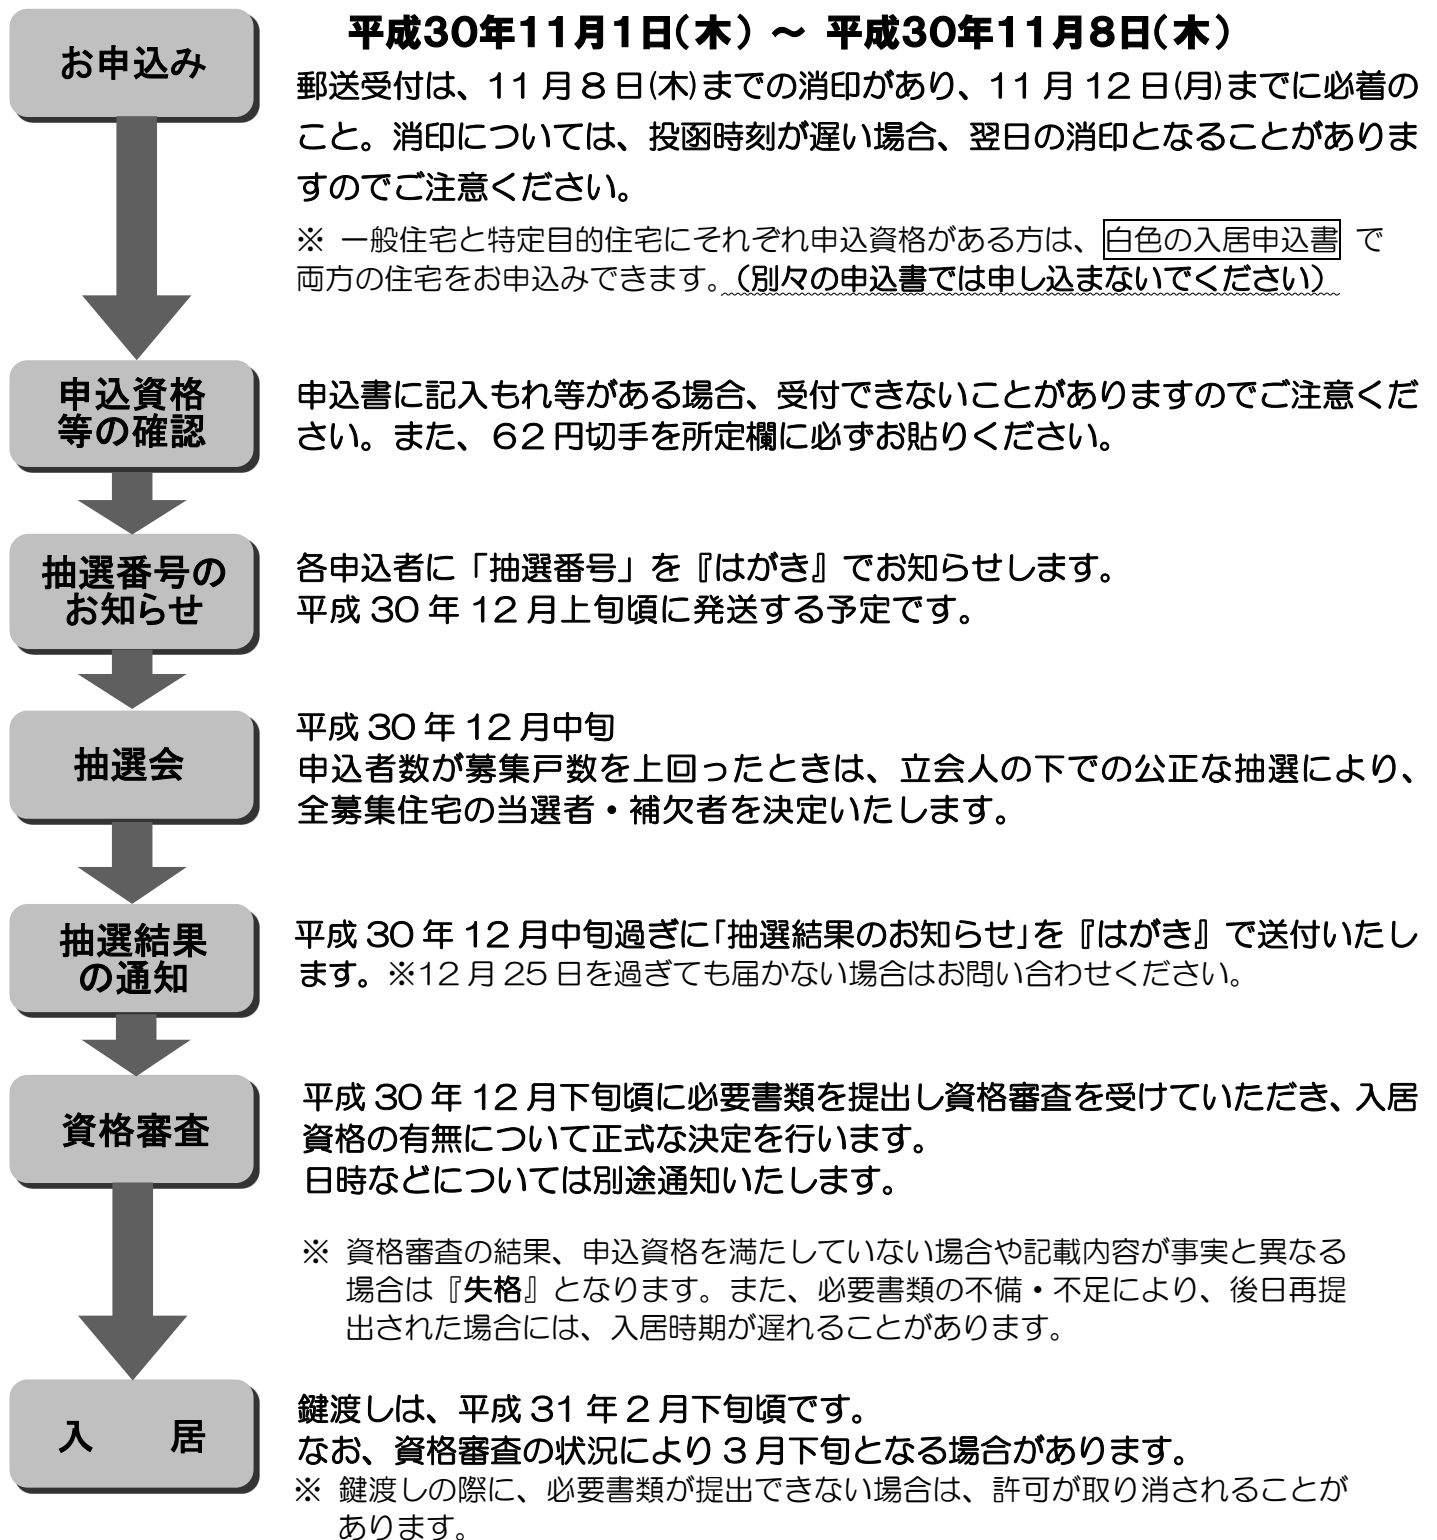 お申込み
平成30年11月1日(木) ～ 平成30年11月8日(木)
郵送受付は、11月8日(木)までの消印があり、11月12日(月)までに必着の
こと。消印については、投函時刻が遅い場合、翌日の消印となることがありま
すのでご注意ください。
※ 一般住宅と特定目的住宅にそれぞれ申込資格がある方は、白色の入居申込書 で
両方の住宅をお申込みできます。（別々の申込書では申し込まないでください）
申込資格
等の確認
申込書に記入もれ等がある場合、受付できないことがありますのでご注意くだ
さい。また、62円切手を所定欄に必ずお貼りください。
抽選番号の
お知らせ
各申込者に「抽選番号」を『はがき』でお知らせします。
平成30年12月上旬頃に発送する予定です。
抽選会
平成30年12月中旬
申込者数が募集戸数を上回ったときは、立会人の下での公正な抽選により、
全募集住宅の当選者・補欠者を決定いたします。
抽選結果
の通知
平成30年12月中旬過ぎに「抽選結果のお知らせ」を『はがき』で送付いたし
ます。※12月25日を過ぎても届かない場合はお問い合わせください。
資格審査
平成30年12月下旬頃に必要書類を提出し資格審査を受けていただき、入居
資格の有無について正式な決定を行います。
日時などについては別途通知いたします。
※ 資格審査の結果、申込資格を満たしていない場合や記載内容が事実と異なる
場合は『失格』となります。また、必要書類の不備・不足により、後日再提
出された場合には、入居時期が遅れることがあります。
入　居
鍵渡しは、平成31年2月下旬頃です。
なお、資格審査の状況により3月下旬となる場合があります。
※ 鍵渡しの際に、必要書類が提出できない場合は、許可が取り消されることが
あります。